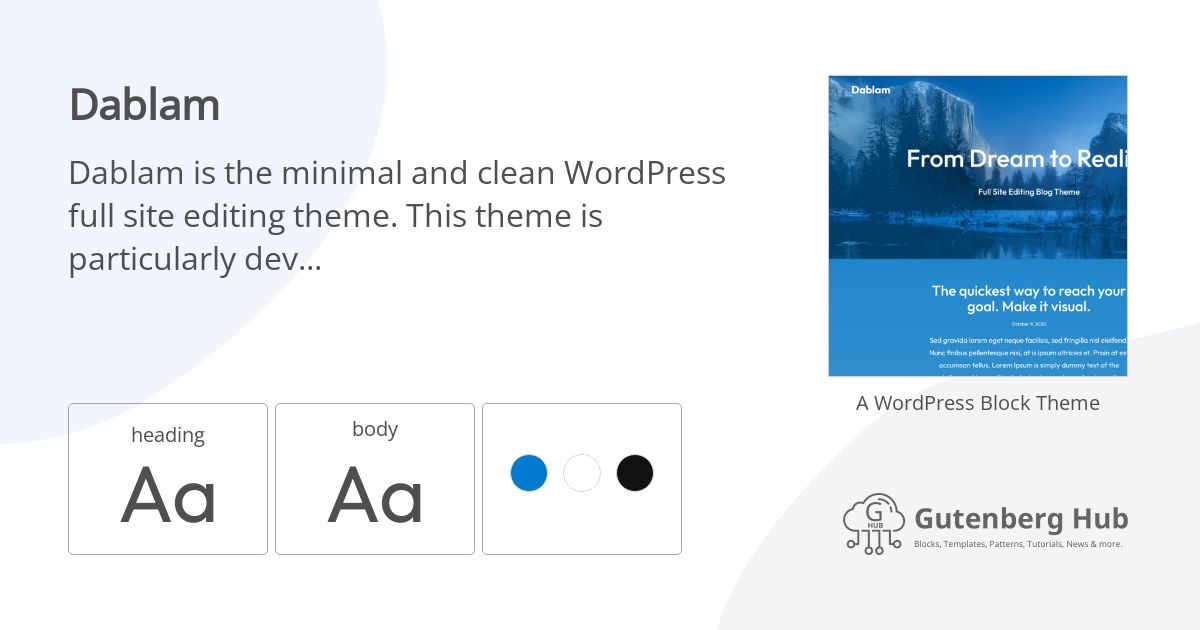 Dablam
Dablam is the minimal and clean WordPress
full site editing theme. This theme is
particularly dev...
heading
Aa
body
Aa
Dablam
From Dream to Reali
Full Site Editing Blog Theme
The quickest way to reach your
goal. Make it visual.
October 9, 2020
Sed gravida lorem eget neque facilisis, sed fringilla nisl eleifend
Nunc finibus pellentesque nisi, at is ipsum ultricies et. Proin at es
accumson tellus. Lorem Ipsum is simply dummy text of the
A WordPress Block Theme
G
HUB
Gutenberg Hub
Blocks, Templates, Patterns, Tutorials, News & more.